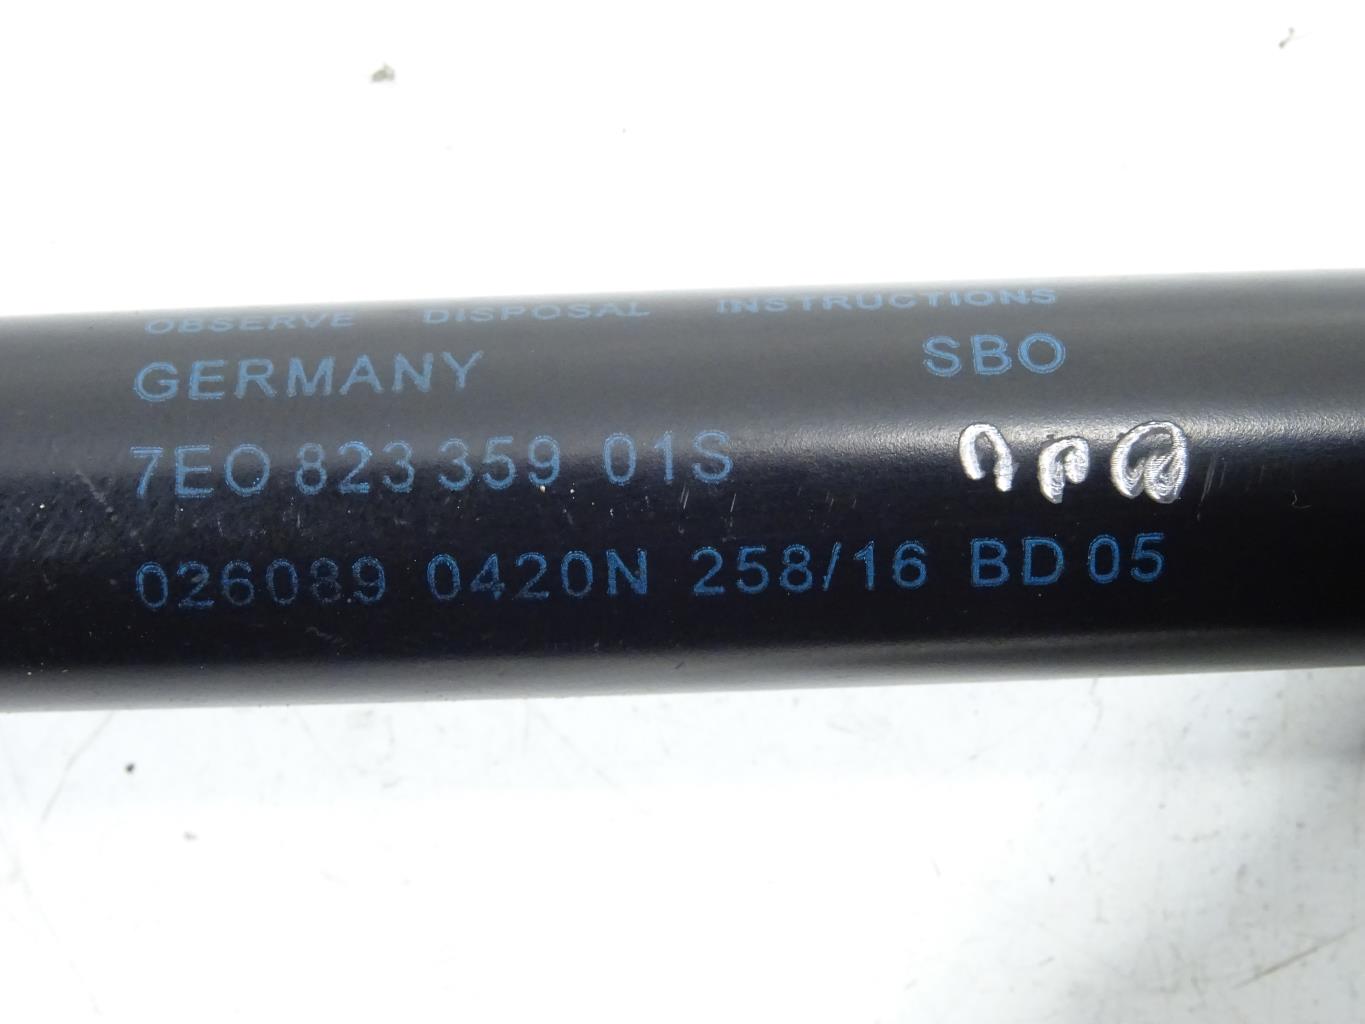 OBSERVE DISPOSAL INSTRUCTIONS
GERMANY SBO
7E0 823 359 01S
026089 0420N 258/16 BD 05